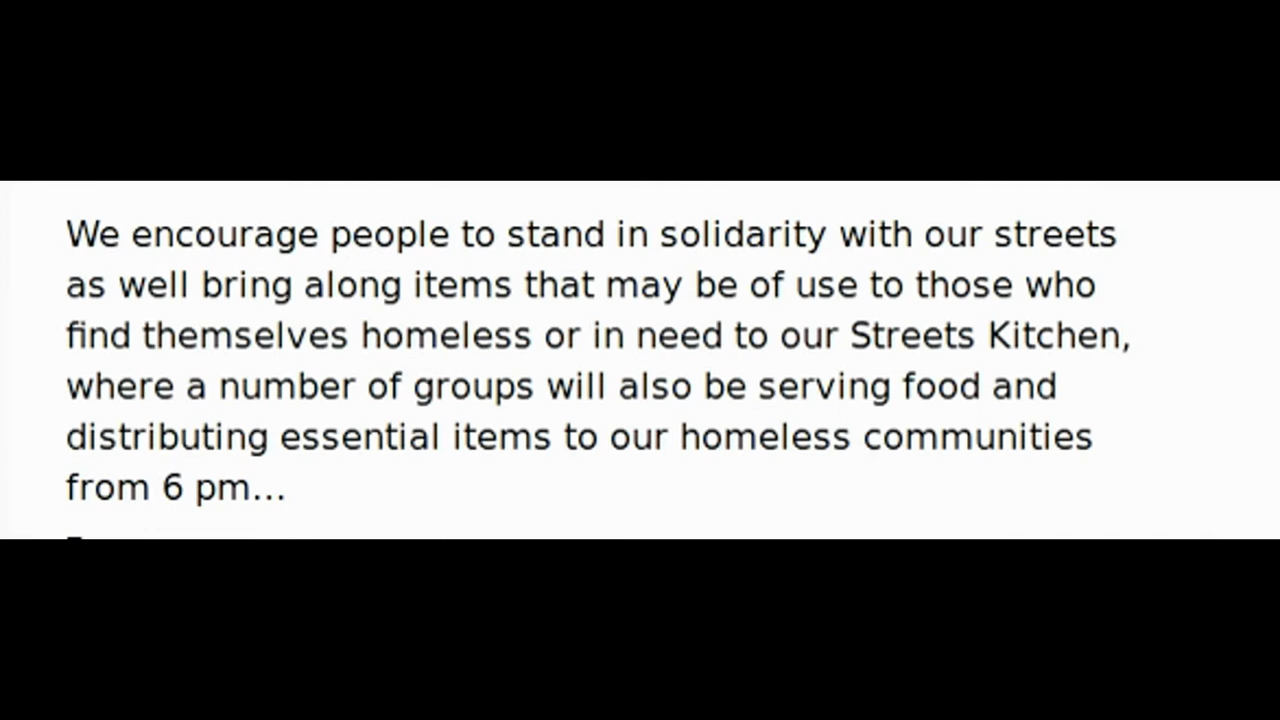 We encourage people to stand in solidarity with our streets
as well bring along items that may be of use to those who
find themselves homeless or in need to our Streets Kitchen,
where a number of groups will also be serving food and
distributing essential items to our homeless communities
from 6 pm...